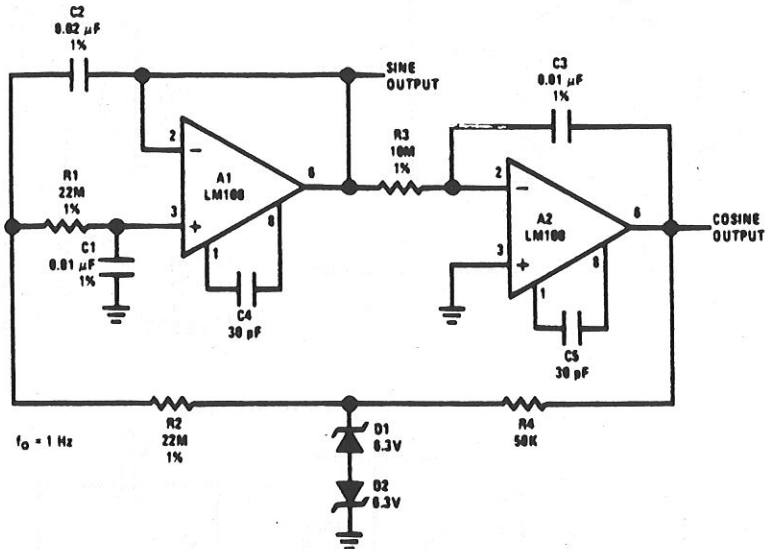 C2
0.02 μF
1%
SINE
OUTPUT
C3
0.01 μF
1%
2
−
A1
LM108
6
3
+
1
8
R1
22M
1%
C1
0.01 μF
1%
C4
30 pF
R3
10M
1%
2
−
A2
LM108
6
3
+
1
8
COSINE
OUTPUT
C5
30 pF
R2
22M
1%
R4
50K
fo = 1 Hz
D1
6.3V
D2
6.3V